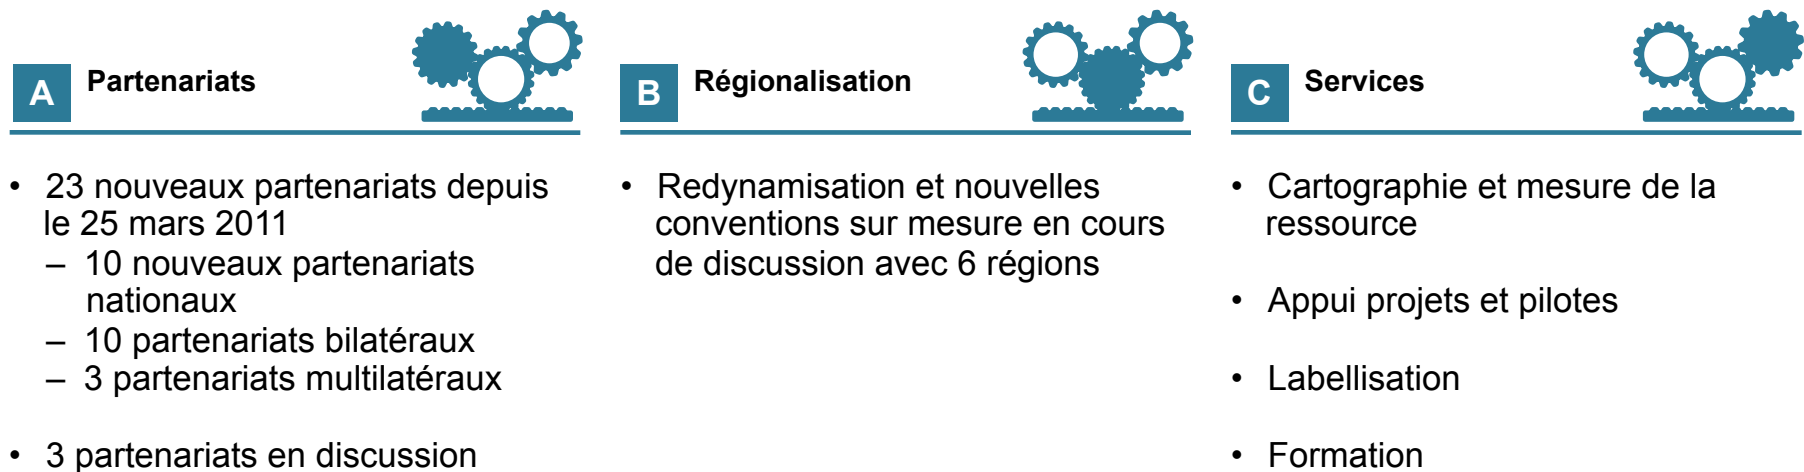 A Partenariats
• 23 nouveaux partenariats depuis
le 25 mars 2011
– 10 nouveaux partenariats
nationaux
– 10 partenariats bilatéraux
– 3 partenariats multilatéraux
• 3 partenariats en discussion
B Régionalisation
• Redynamisation et nouvelles
conventions sur mesure en cours
de discussion avec 6 régions
C Services
• Cartographie et mesure de la
ressource
• Appui projets et pilotes
• Labellisation
• Formation